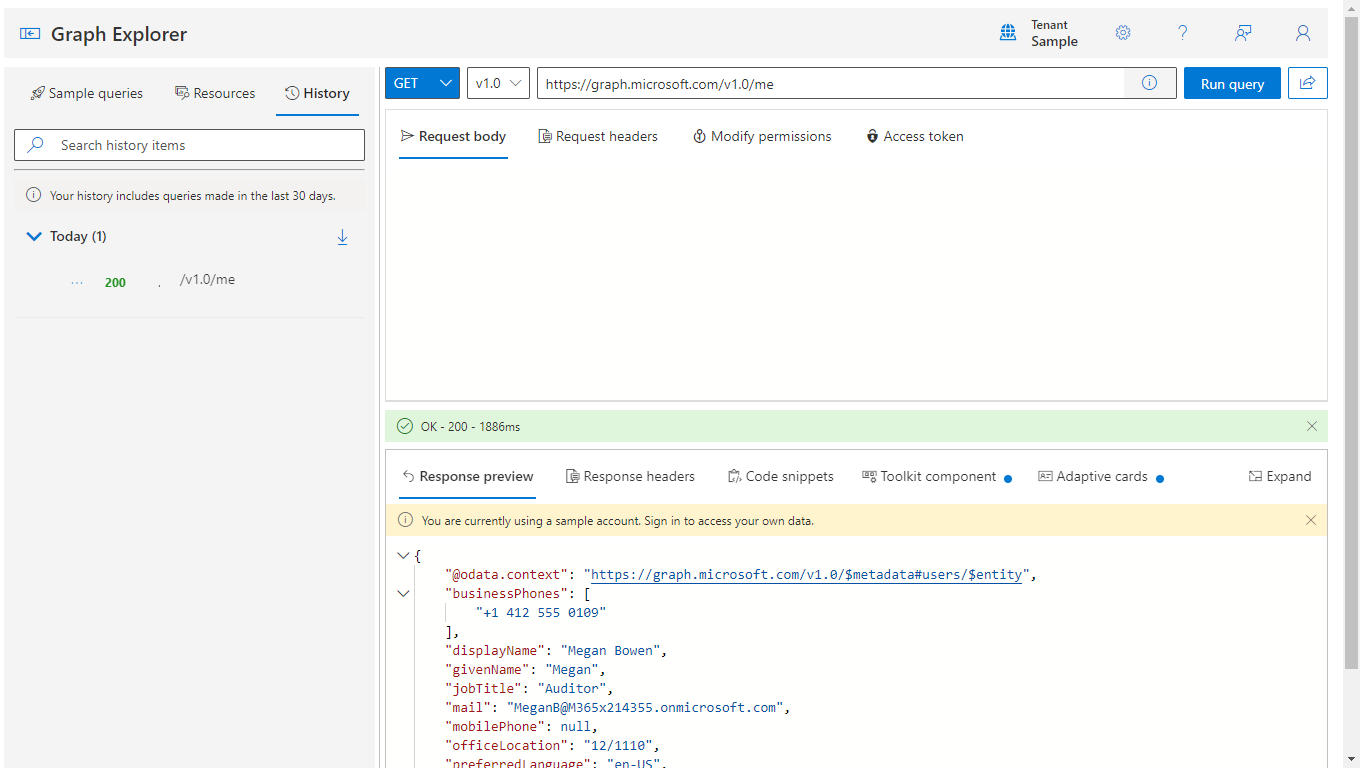 Graph Explorer
Tenant
Sample
Sample queries
Resources
History
Search history items
Your history includes queries made in the last 30 days.
Today (1)
... 200 . /v1.0/me
GET
v1.0
https://graph.microsoft.com/v1.0/me
Run query
Request body
Request headers
Modify permissions
Access token
OK - 200 - 1886ms
Response preview
Response headers
Code snippets
Toolkit component
Adaptive cards
Expand
You are currently using a sample account. Sign in to access your own data.
{
"@odata.context": "https://graph.microsoft.com/v1.0/$metadata#users/$entity",
"businessPhones": [
"+1 412 555 0109"
],
"displayName": "Megan Bowen",
"givenName": "Megan",
"jobTitle": "Auditor",
"mail": "MeganB@M365x214355.onmicrosoft.com",
"mobilePhone": null,
"officeLocation": "12/1110",
"preferredLanguage": "en-US",